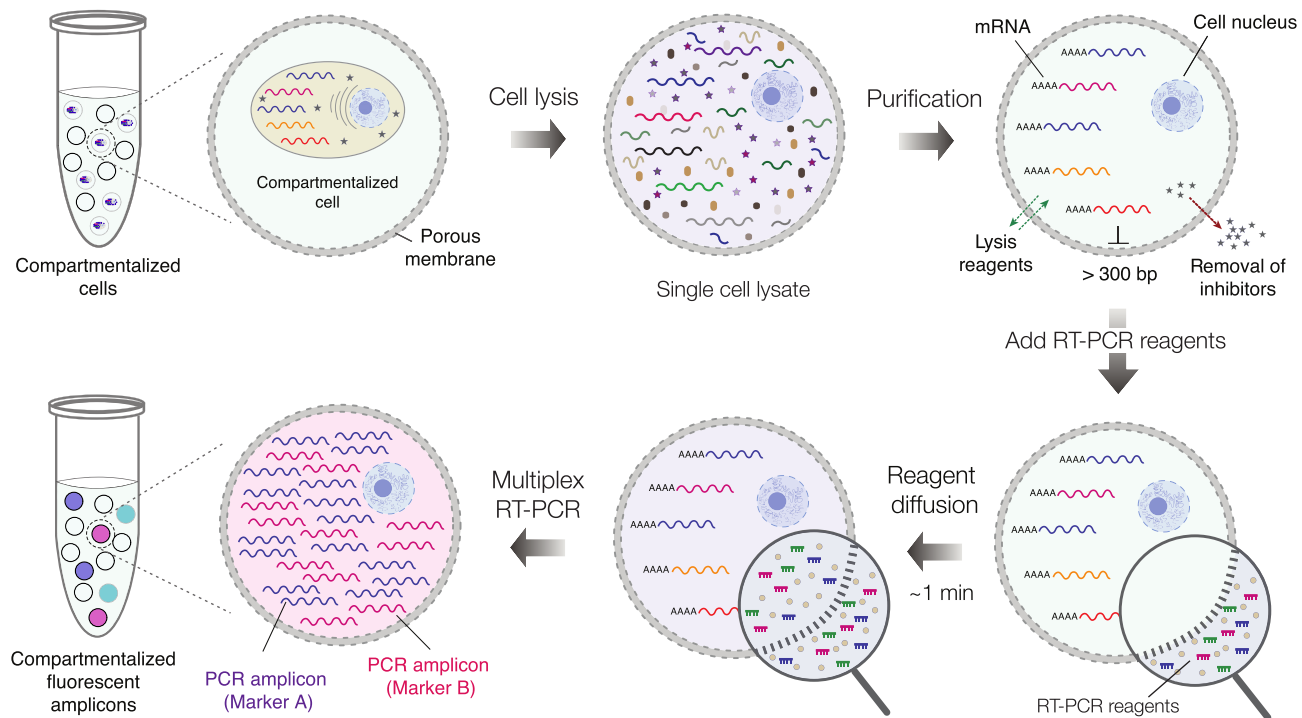 Compartmentalized
cells
Compartmentalized
cell
Porous
membrane
Cell lysis
Single cell lysate
Purification
mRNA
Cell nucleus
AAAA
AAAA
AAAA
AAAA
AAAA
Lysis
reagents
> 300 bp
Removal of
inhibitors
Add RT-PCR reagents
AAAA
AAAA
AAAA
AAAA
AAAA
RT-PCR reagents
Reagent
diffusion
~1 min
AAAA
AAAA
AAAA
AAAA
AAAA
Multiplex
RT-PCR
PCR amplicon
(Marker A)
PCR amplicon
(Marker B)
Compartmentalized
fluorescent
amplicons